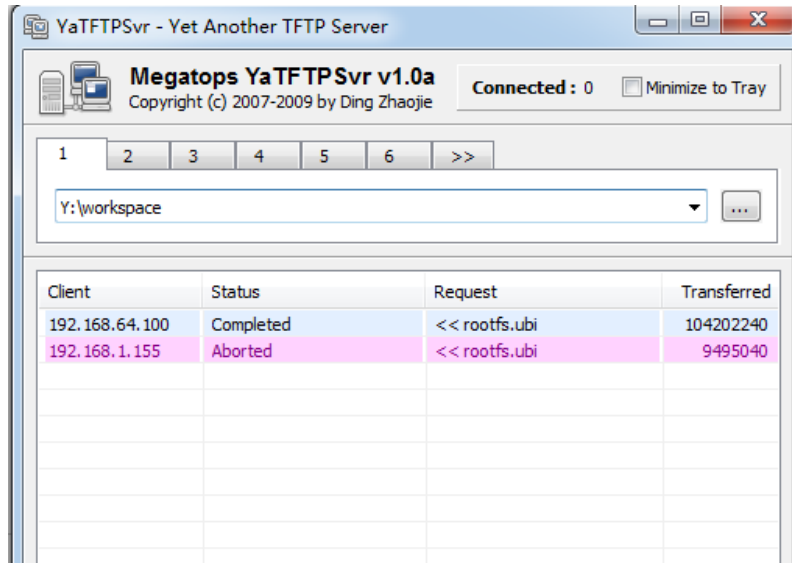 YaTFTPSvr - Yet Another TFTP Server
Megatops YaTFTPSvr v1.0a
Copyright (c) 2007-2009 by Ding Zhaojie
Connected : 0
Minimize to Tray
1 2 3 4 5 6 >>
Y:\workspace
...
Client Status Request Transferred
192.168.64.100 Completed << rootfs.ubi 104202240
192.168.1.155 Aborted << rootfs.ubi 9495040